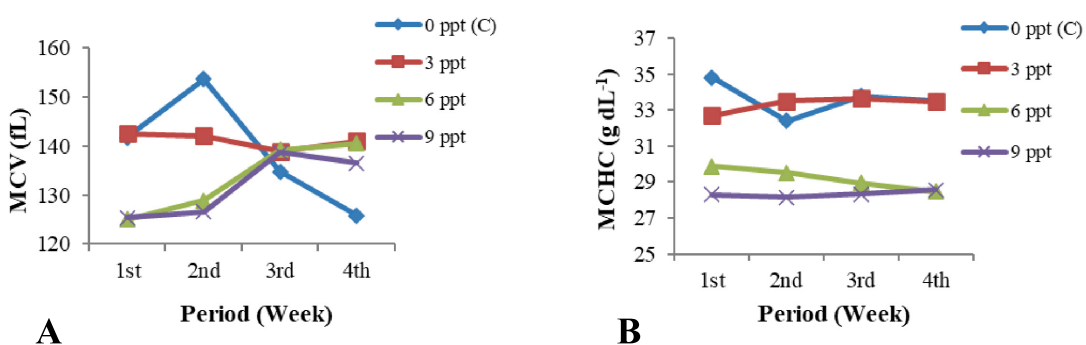 160
150
140
130
120
MCV (fL)
1st 2nd 3rd 4th
Period (Week)
A
0 ppt (C)
3 ppt
6 ppt
9 ppt
37
35
33
31
29
27
25
MCHC (g dL-1)
1st 2nd 3rd 4th
Period (Week)
B
0 ppt (C)
3 ppt
6 ppt
9 ppt